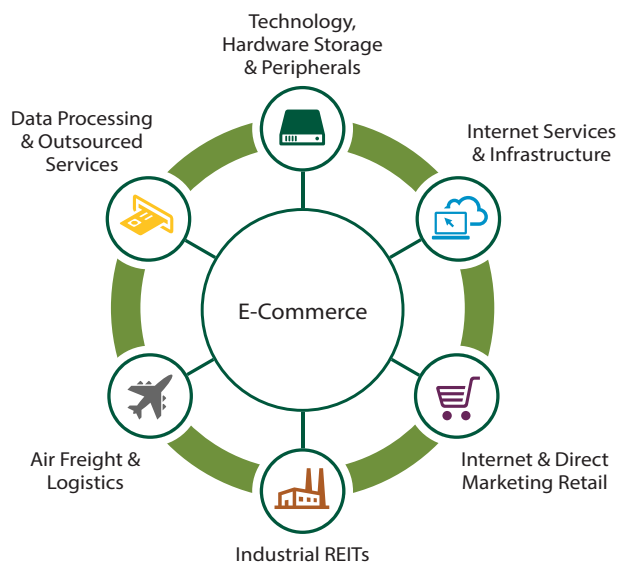 Technology,
Hardware Storage
& Peripherals
Data Processing
& Outsourced
Services
Internet Services
& Infrastructure
E-Commerce
Air Freight &
Logistics
Internet & Direct
Marketing Retail
Industrial REITs